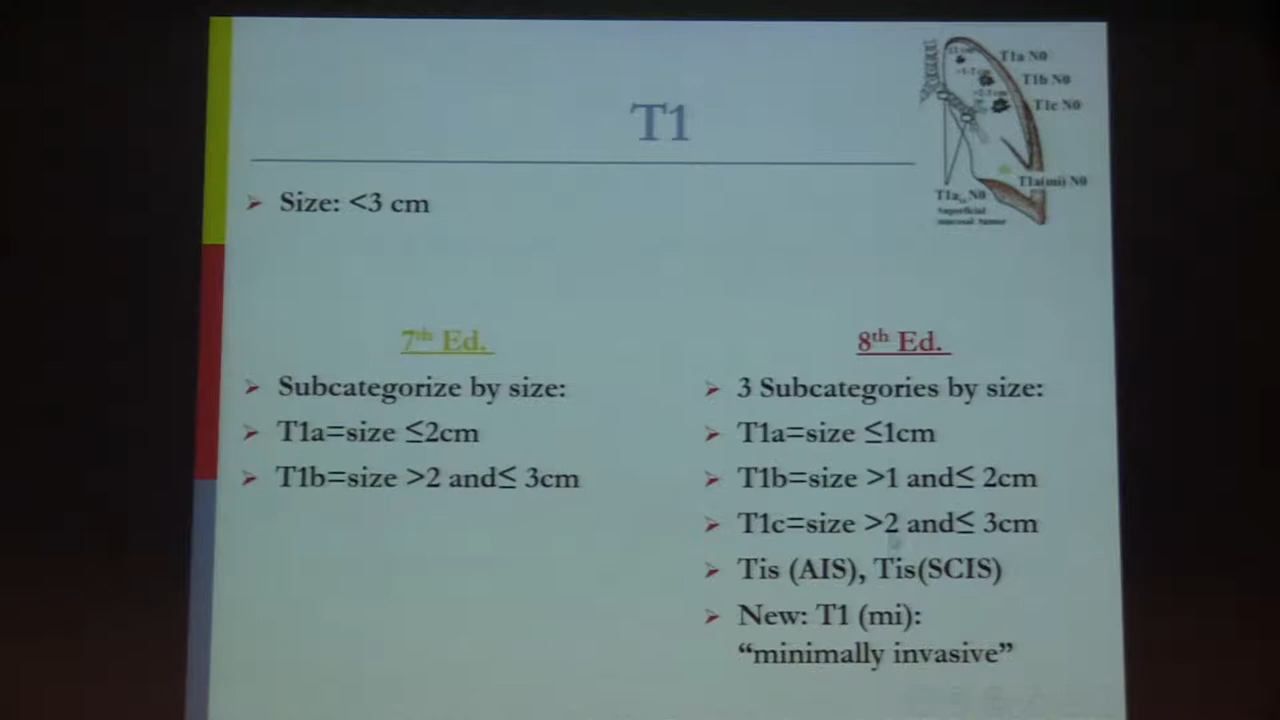 T1
T1a N0
T1b N0
T1c N0
T1a(mi) N0
Superficial
Size: <3 cm
7th Ed.
Subcategorize by size:
T1a=size ≤2cm
T1b=size >2 and≤ 3cm
8th Ed.
3 Subcategories by size:
T1a=size ≤1cm
T1b=size >1 and≤ 2cm
T1c=size >2 and≤ 3cm
Tis (AIS), Tis(SCIS)
New: T1 (mi):
“minimally invasive”